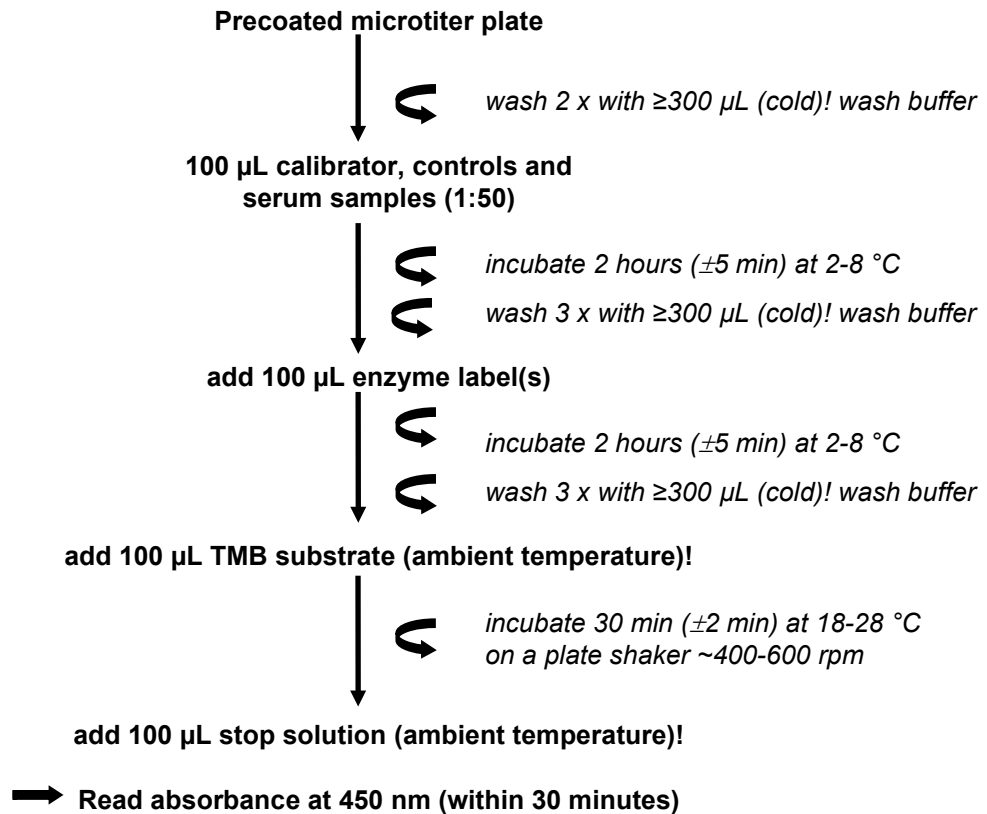 Precoated microtiter plate
wash 2 x with ≥300 µL (cold)! wash buffer
100 µL calibrator, controls and
serum samples (1:50)
incubate 2 hours (±5 min) at 2-8 °C
wash 3 x with ≥300 µL (cold)! wash buffer
add 100 µL enzyme label(s)
incubate 2 hours (±5 min) at 2-8 °C
wash 3 x with ≥300 µL (cold)! wash buffer
add 100 µL TMB substrate (ambient temperature)!
incubate 30 min (±2 min) at 18-28 °C
on a plate shaker ~400-600 rpm
add 100 µL stop solution (ambient temperature)!
Read absorbance at 450 nm (within 30 minutes)